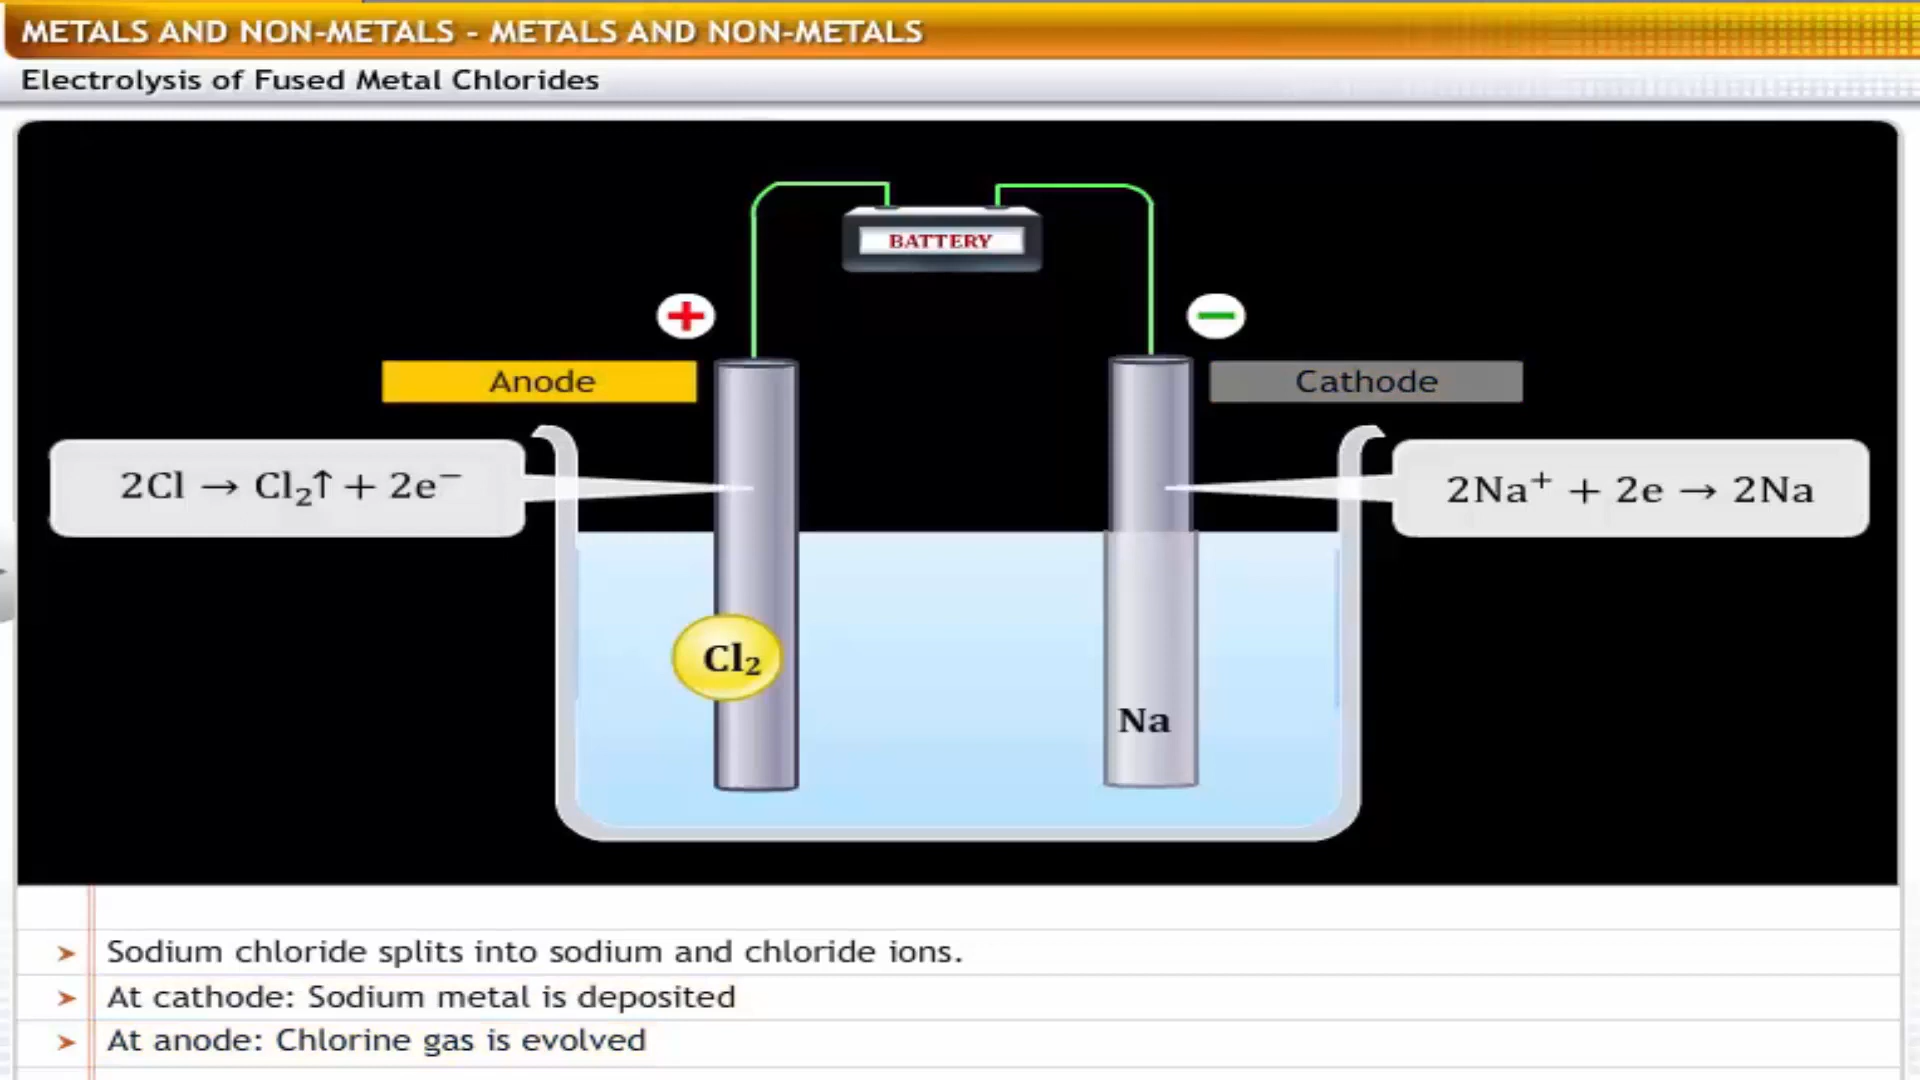 METALS AND NON-METALS - METALS AND NON-METALS
Electrolysis of Fused Metal Chlorides
BATTERY
+
−
Anode
Cathode
2Cl → Cl₂↑ + 2e⁻
2Na⁺ + 2e → 2Na
Cl₂
Na
➢ Sodium chloride splits into sodium and chloride ions.
➢ At cathode: Sodium metal is deposited
➢ At anode: Chlorine gas is evolved